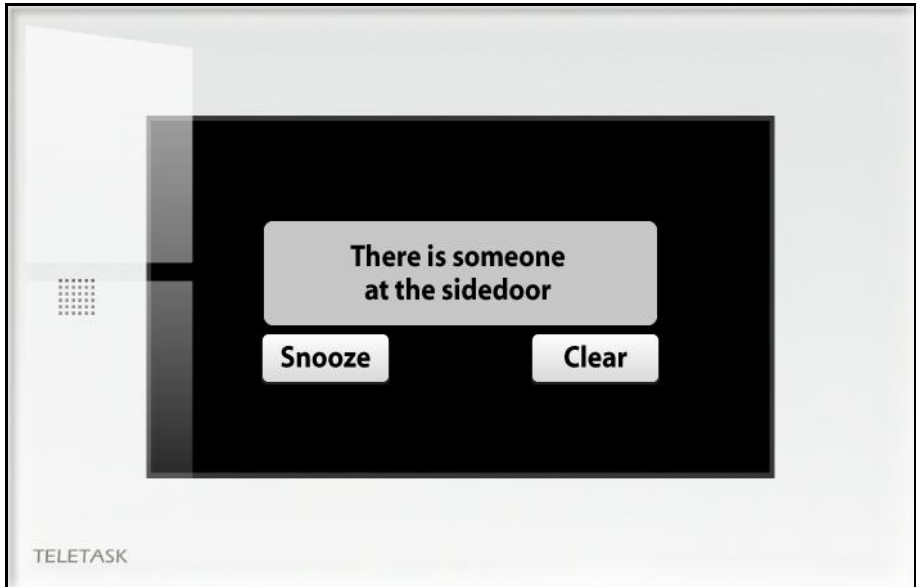 There is someone
at the sidedoor
Snooze
Clear
TELETASK